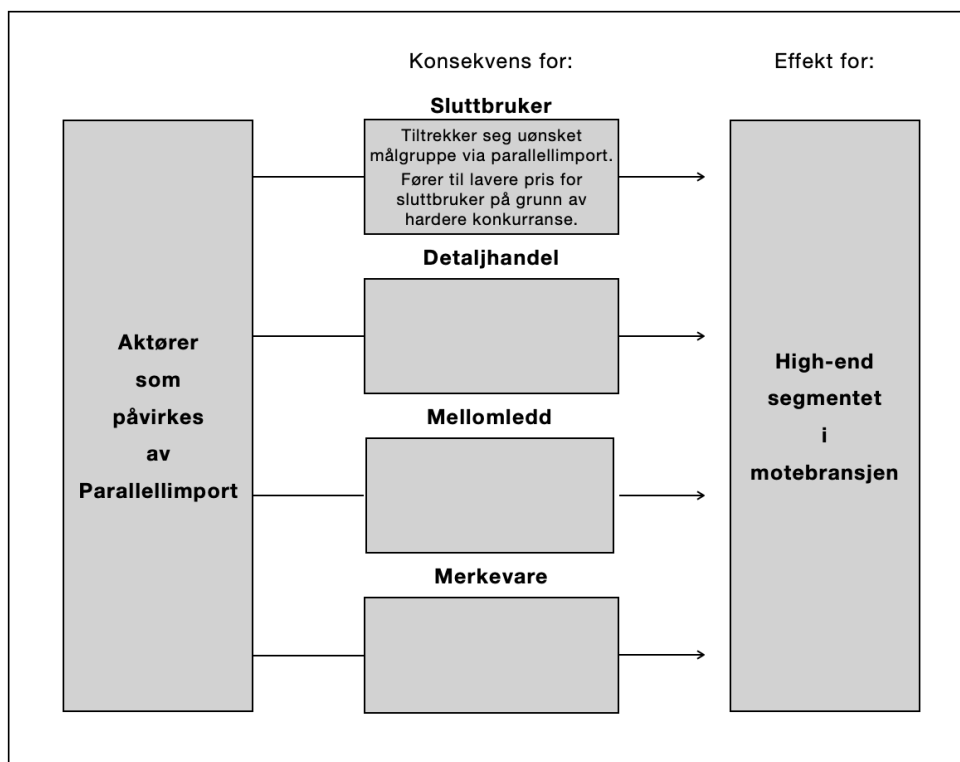 Konsekvens for:
Effekt for:
Sluttbruker
Tiltrekker seg uønsket
målgruppe via parallellimport.
Fører til lavere pris for
sluttbruker på grunn av
hardere konkurranse.
Detaljhandel
Aktører
som
påvirkes
av
Parallellimport
High-end
segmentet
i
motebransjen
Mellomledd
Merkevare